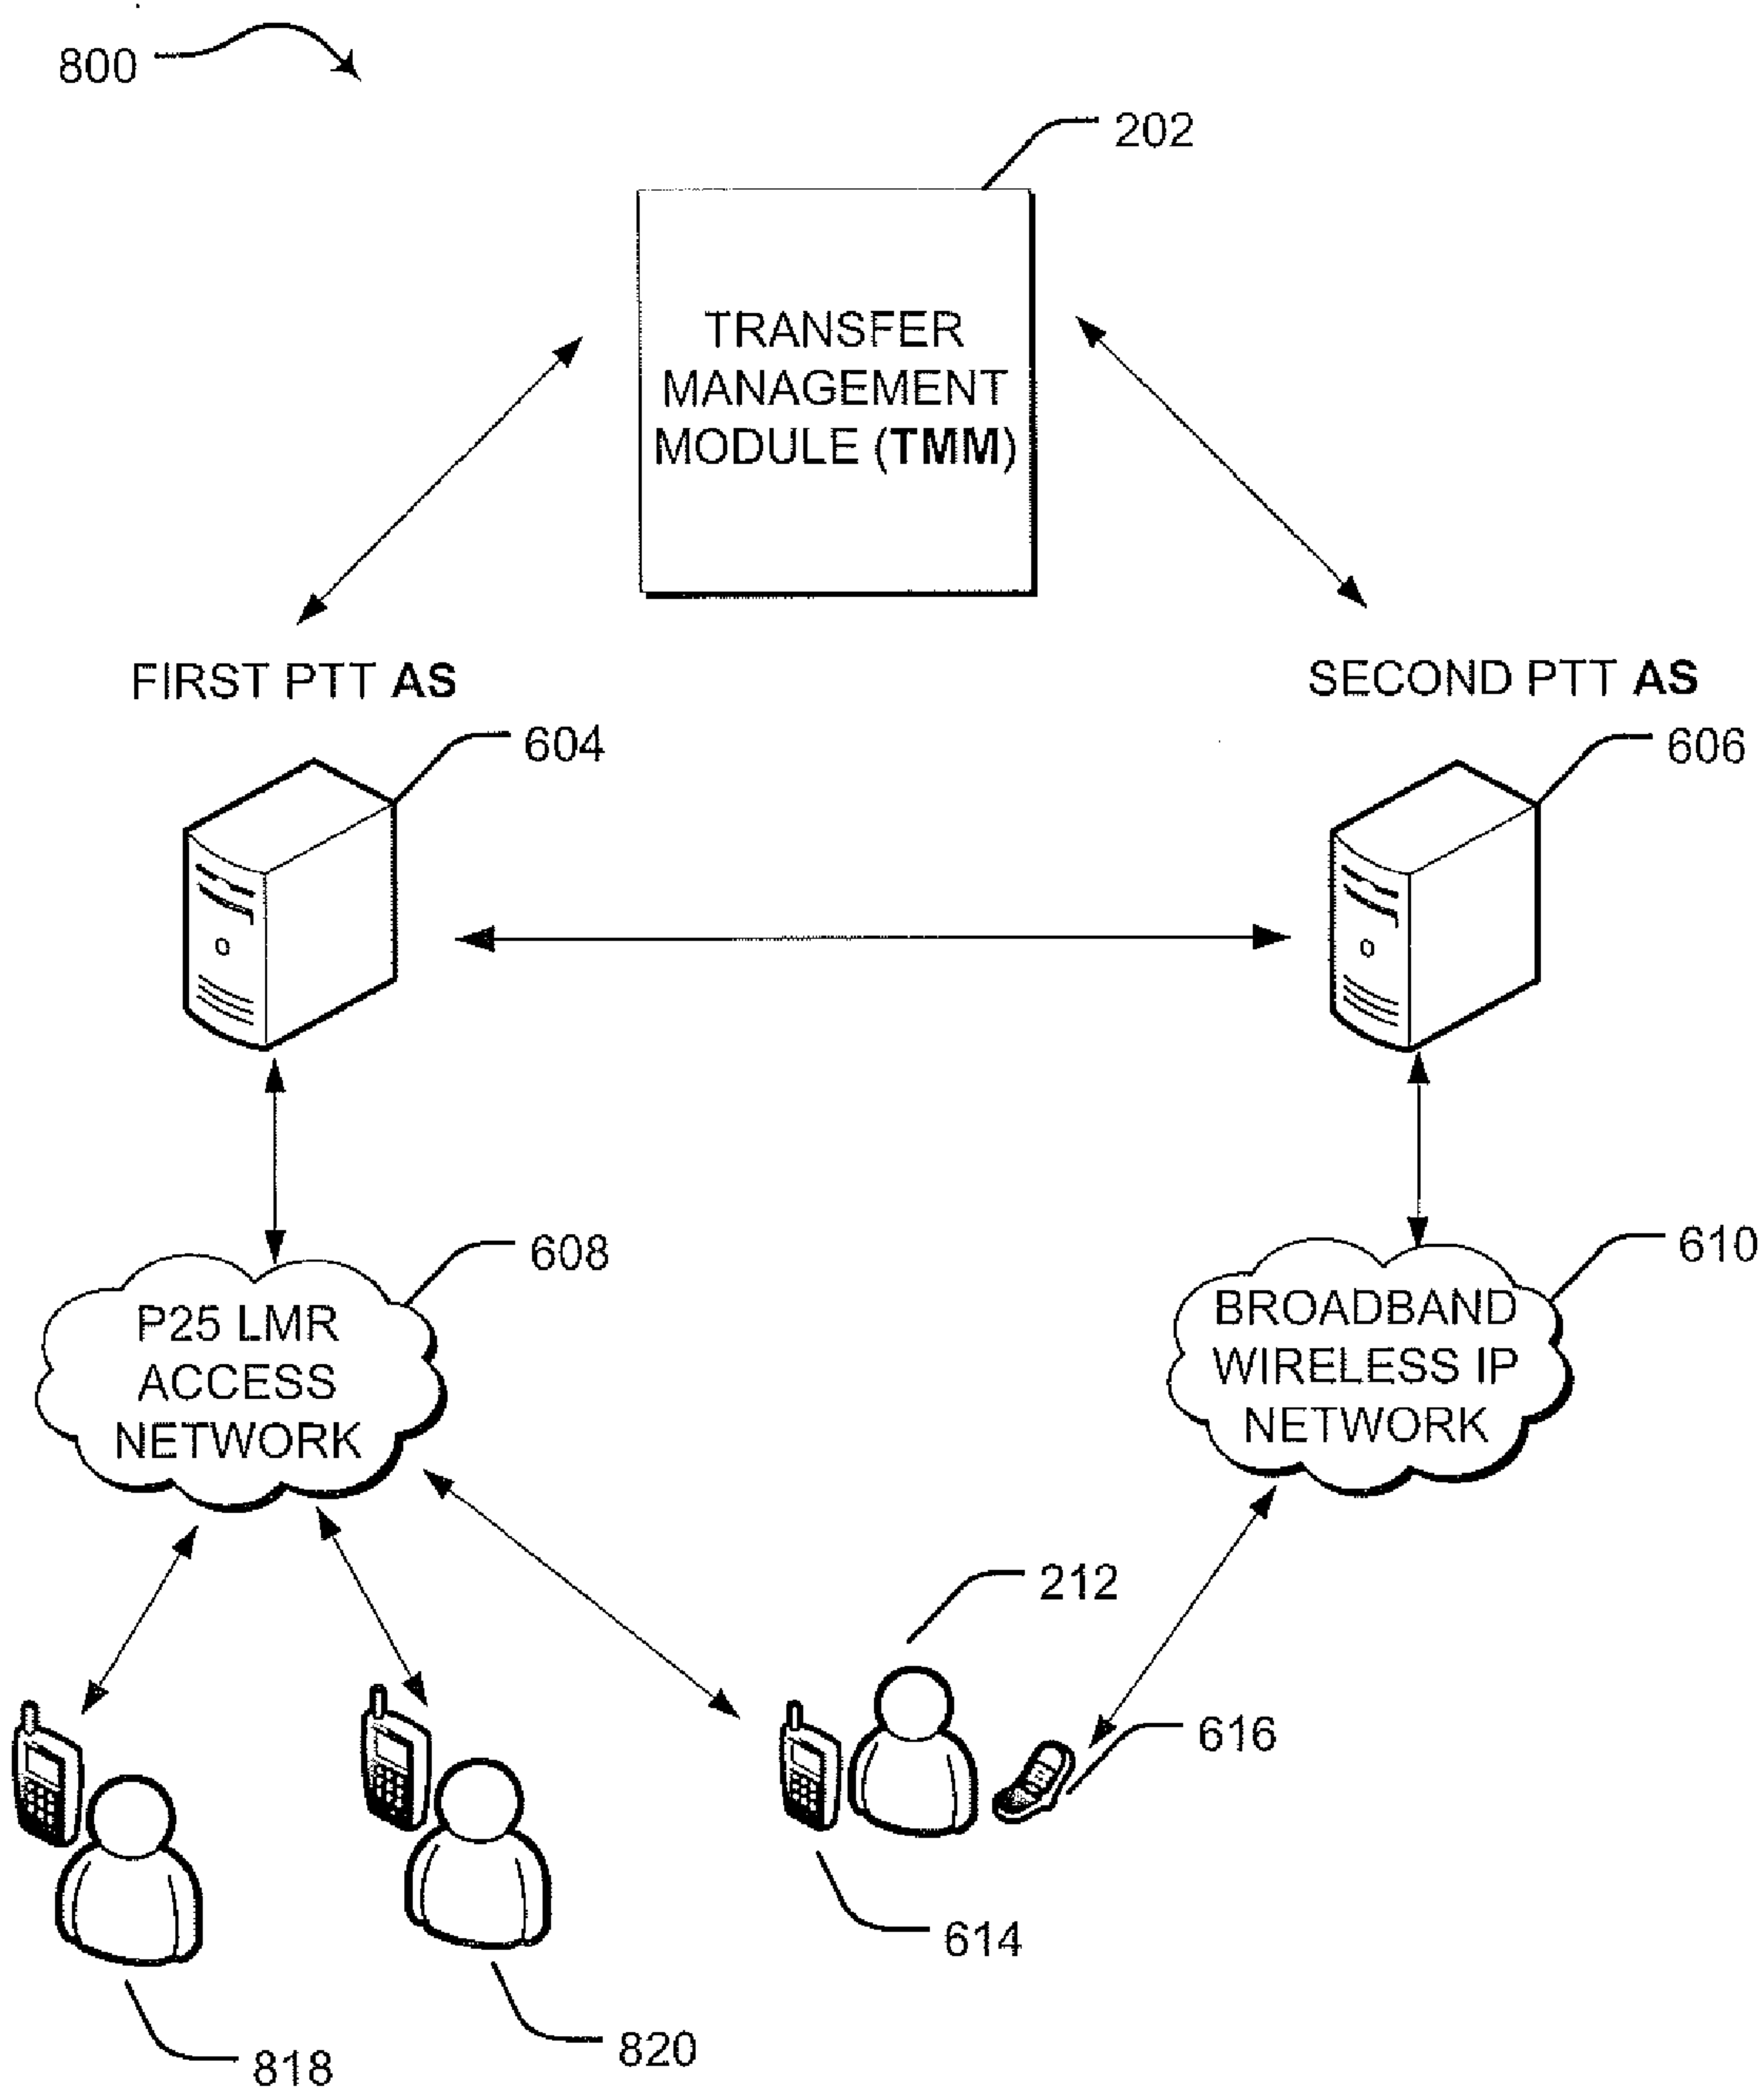 800
202
TRANSFER
MANAGEMENT
MODULE (TMM)
FIRST PTT AS
SECOND PTT AS
604
606
608
610
P25 LMR
ACCESS
NETWORK
BROADBAND
WIRELESS IP
NETWORK
212
616
614
818
820